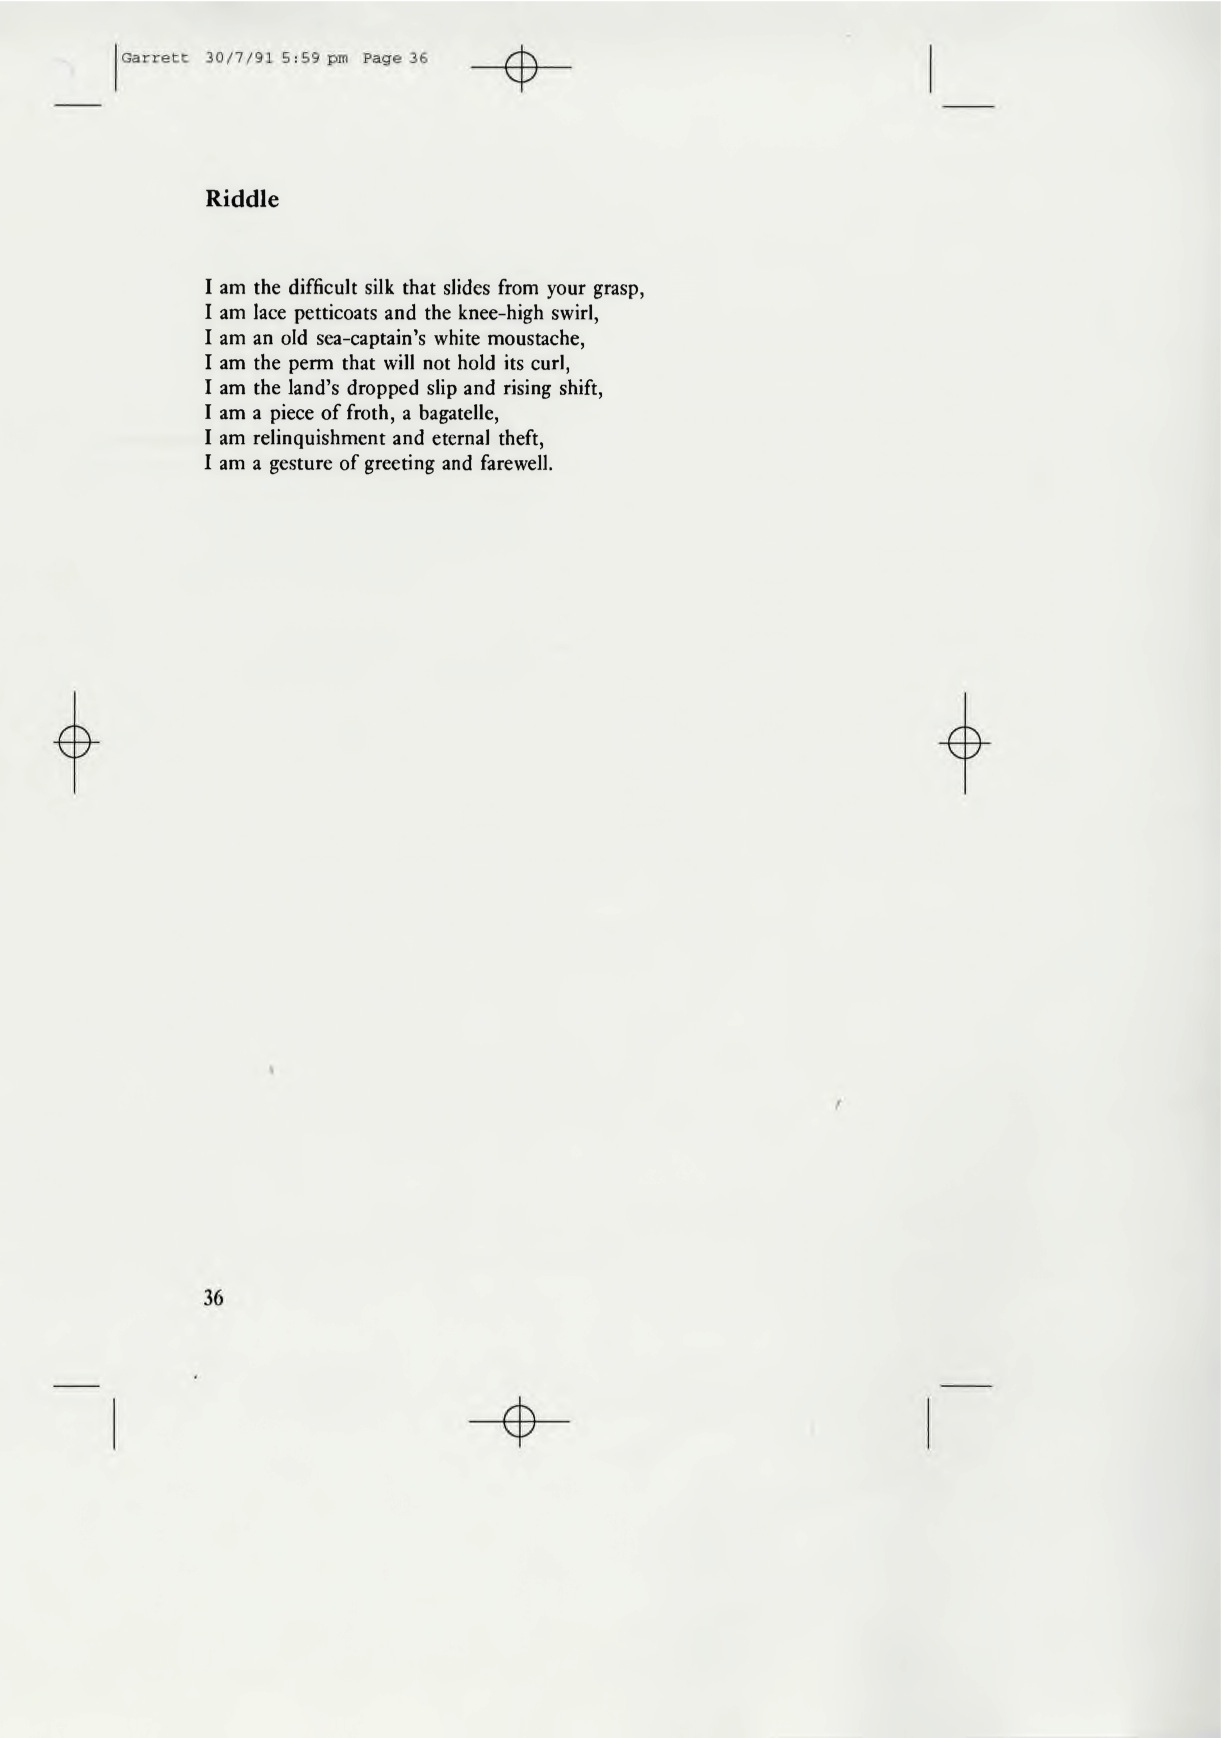 Garrett 30/7/91 5:59 pm Page 36
Riddle
I am the difficult silk that slides from your grasp,
I am lace petticoats and the knee-high swirl,
I am an old sea-captain's white moustache,
I am the perm that will not hold its curl,
I am the land's dropped slip and rising shift,
I am a piece of froth, a bagatelle,
I am relinquishment and eternal theft,
I am a gesture of greeting and farewell.
36